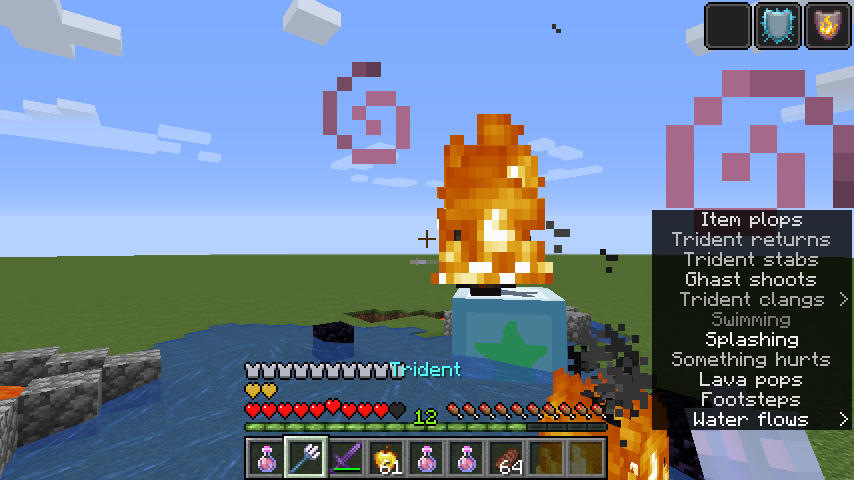 Item plops
Trident returns
Trident stabs
Ghast shoots
Trident clangs >
Swimming
Splashing
Something hurts
Lava pops
Footsteps
Water flows >
Trident
12
61
64